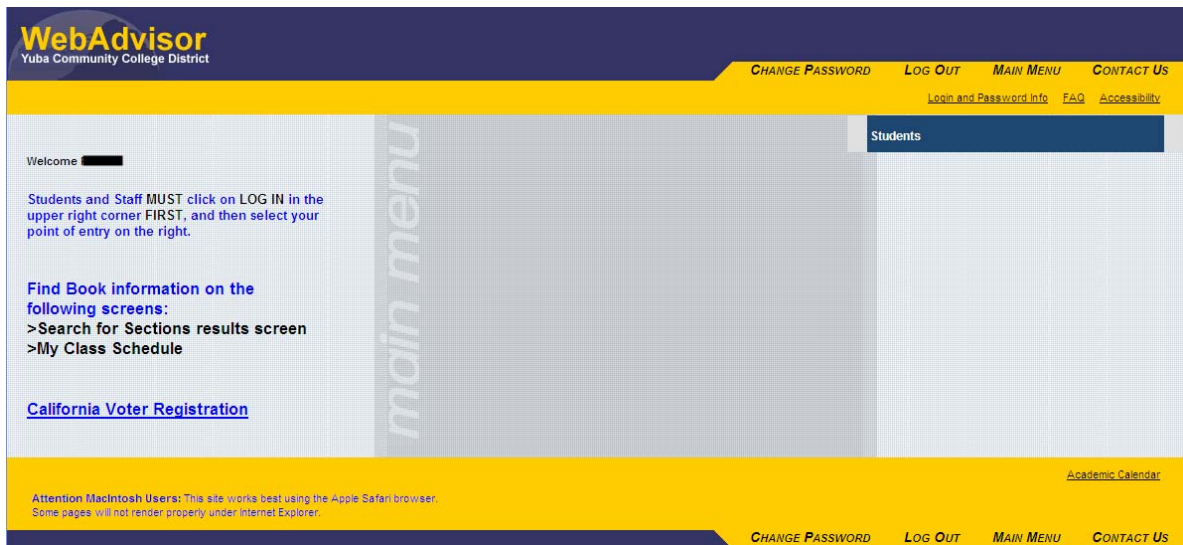 WebAdvisor
Yuba Community College District
CHANGE PASSWORD LOG OUT MAIN MENU CONTACT US
Login and Password Info FAQ Accessibility
Students
Welcome
main menu
Students and Staff MUST click on LOG IN in the
upper right corner FIRST, and then select your
point of entry on the right.
Find Book information on the
following screens:
>Search for Sections results screen
>My Class Schedule
California Voter Registration
Academic Calendar
Attention MacIntosh Users: This site works best using the Apple Safari browser.
Some pages will not render properly under Internet Explorer.
CHANGE PASSWORD LOG OUT MAIN MENU CONTACT US